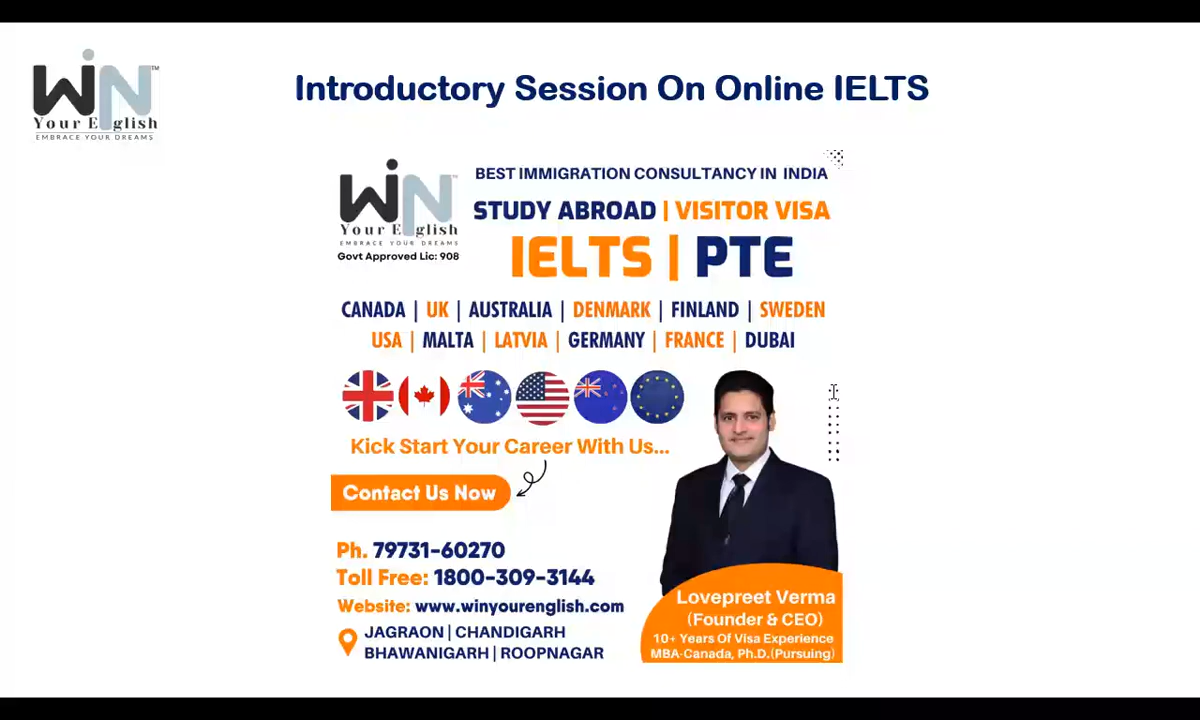 WIN™
Your English
EMBRACE YOUR DREAMS
Introductory Session On Online IELTS
WIN™
Your English
EMBRACE YOUR DREAMS
Govt Approved Lic: 908
BEST IMMIGRATION CONSULTANCY IN INDIA
STUDY ABROAD | VISITOR VISA
IELTS | PTE
CANADA | UK | AUSTRALIA | DENMARK | FINLAND | SWEDEN
USA | MALTA | LATVIA | GERMANY | FRANCE | DUBAI
Kick Start Your Career With Us...
Contact Us Now
Ph. 79731-60270
Toll Free: 1800-309-3144
Website: www.winyourenglish.com
JAGRAON | CHANDIGARH
BHAWANIGARH | ROOPNAGAR
Lovepreet Verma
(Founder & CEO)
10+ Years Of Visa Experience
MBA-Canada, Ph.D.(Pursuing)